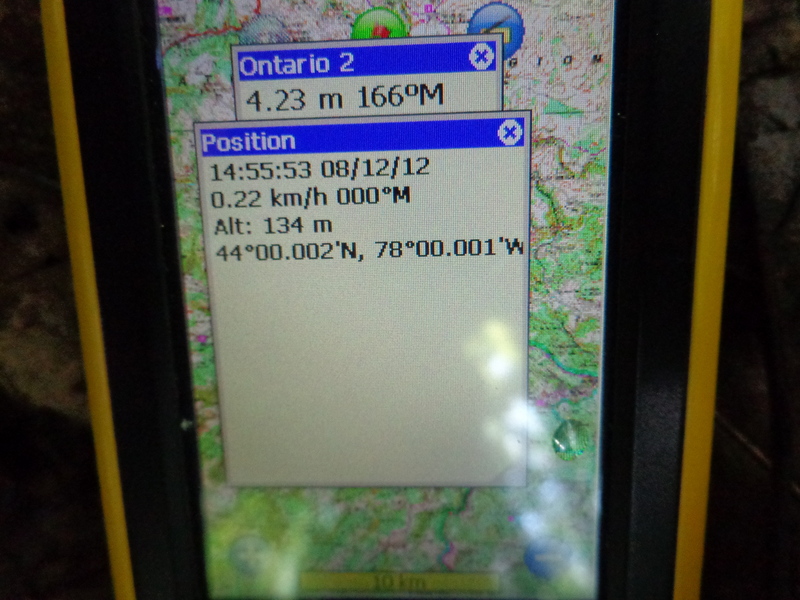 Ontario 2
4.23 m 166ºM
Position
14:55:53 08/12/12
0.22 km/h 000°M
Alt: 134 m
44°00.002'N, 78°00.001'W
10 km